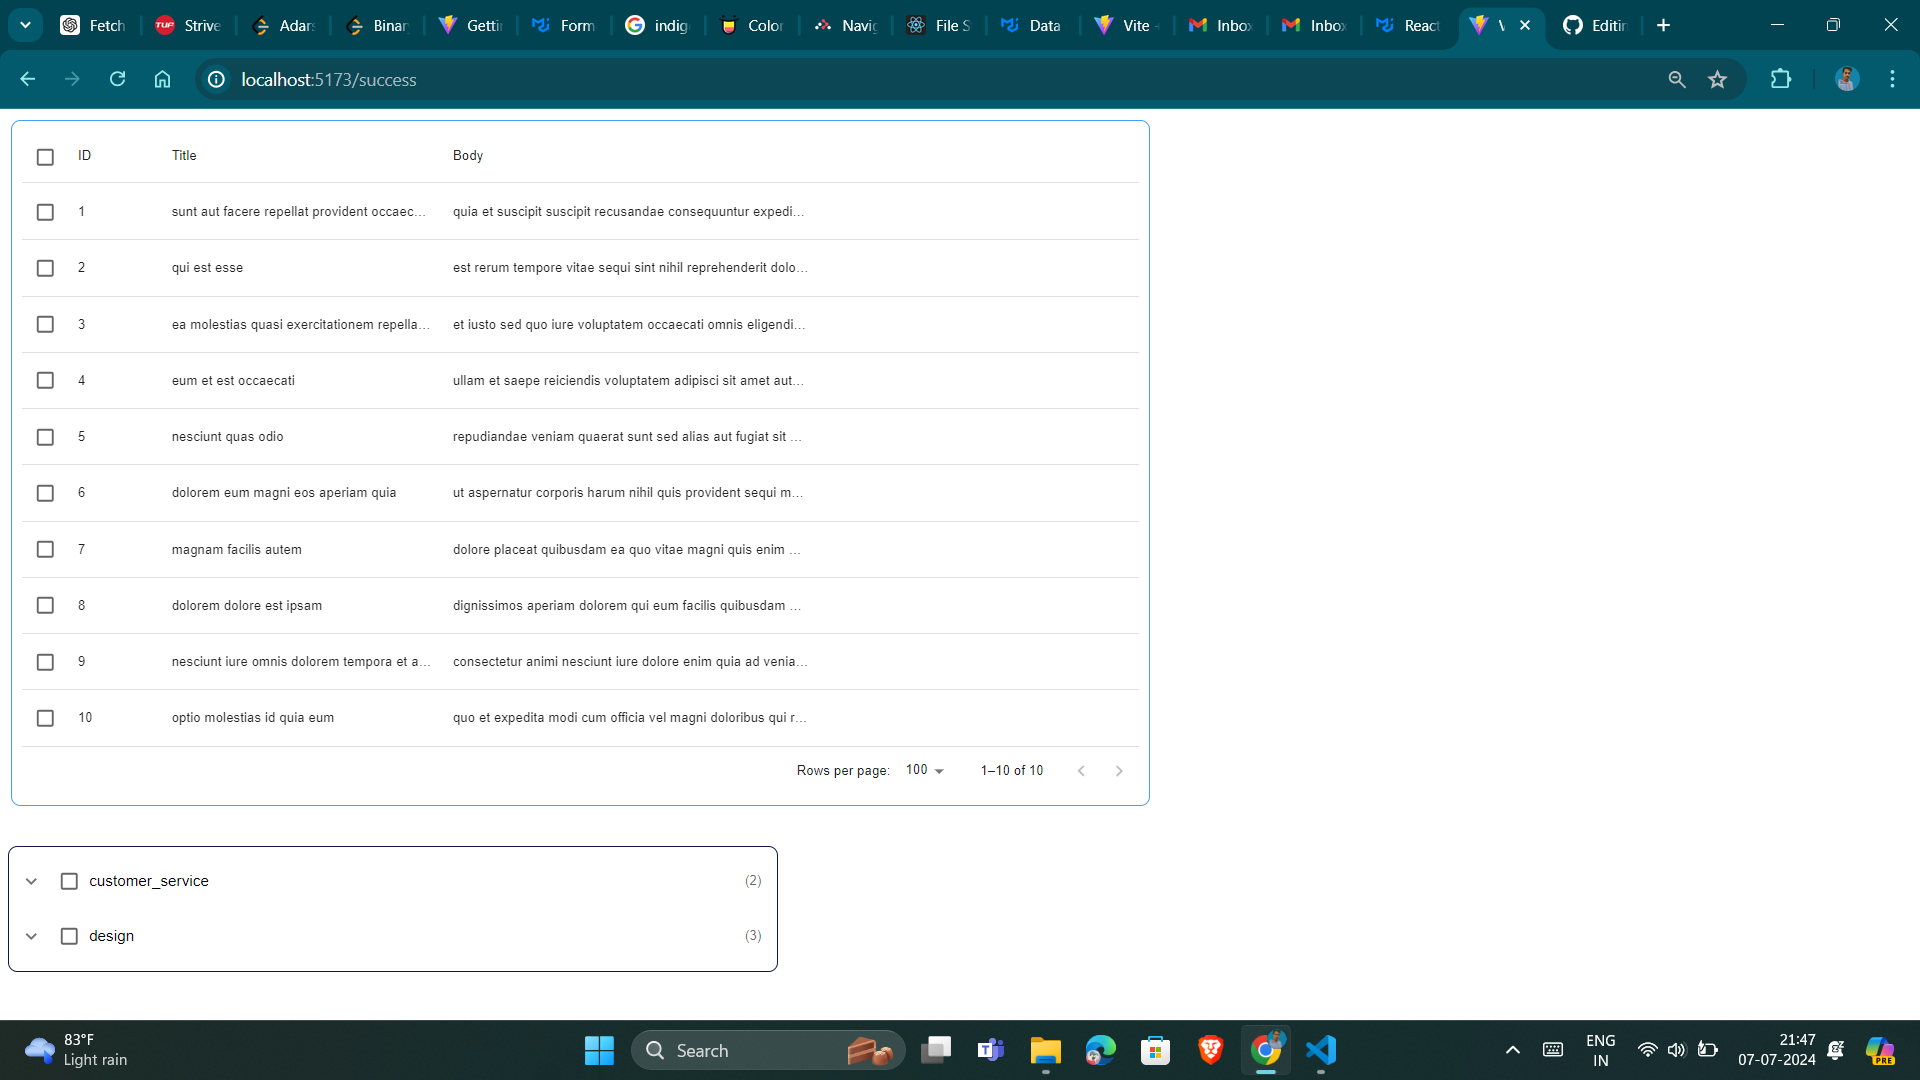 Fetch
Strive
Adars
Binar
Gettir
Form
indig
Color
Navig
File S
Data
Vite
Inbox
Inbox
React
V
Editin
localhost:5173/success
ID Title Body
1 sunt aut facere repellat provident occaec... quia et suscipit suscipit recusandae consequuntur expedi...
2 qui est esse est rerum tempore vitae sequi sint nihil reprehenderit dolo...
3 ea molestias quasi exercitationem repella... et iusto sed quo iure voluptatem occaecati omnis eligendi...
4 eum et est occaecati ullam et saepe reiciendis voluptatem adipisci sit amet aut...
5 nesciunt quas odio repudiandae veniam quaerat sunt sed alias aut fugiat sit ...
6 dolorem eum magni eos aperiam quia ut aspernatur corporis harum nihil quis provident sequi m...
7 magnam facilis autem dolore placeat quibusdam ea quo vitae magni quis enim ...
8 dolorem dolore est ipsam dignissimos aperiam dolorem qui eum facilis quibusdam ...
9 nesciunt iure omnis dolorem tempora et a... consectetur animi nesciunt iure dolore enim quia ad venia...
10 optio molestias id quia eum quo et expedita modi cum officia vel magni doloribus qui r...
Rows per page: 100 1–10 of 10
customer_service (2)
design (3)
83°F
Light rain
Search
ENG
IN
21:47
07-07-2024
PRE